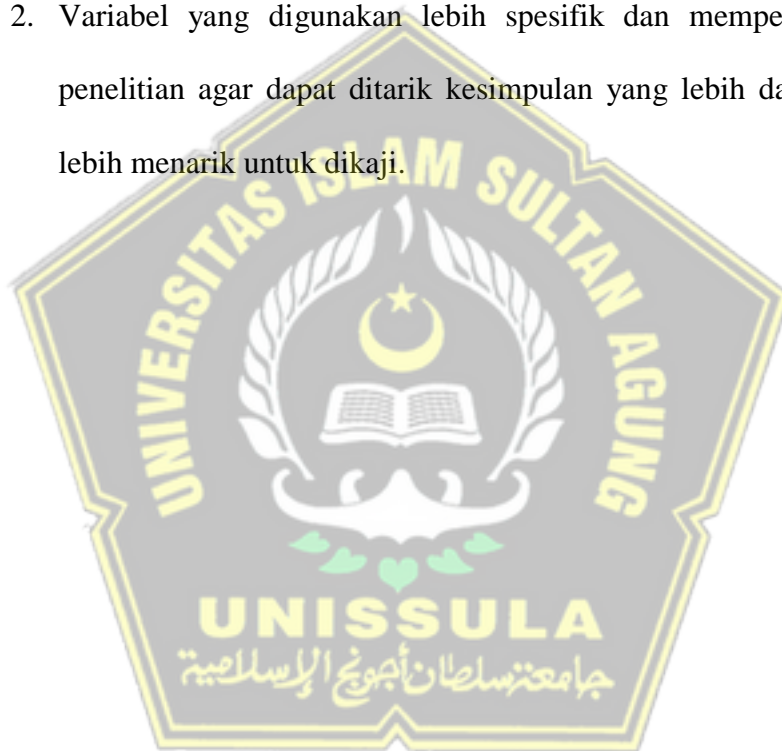 2. Variabel yang digunakan lebih spesifik dan mempe
penelitian agar dapat ditarik kesimpulan yang lebih da
lebih menarik untuk dikaji.
UNIVERSITAS ISLAM SULTAN AGUNG
UNISSULA
جامعة سلطان أجونج الإسلامية